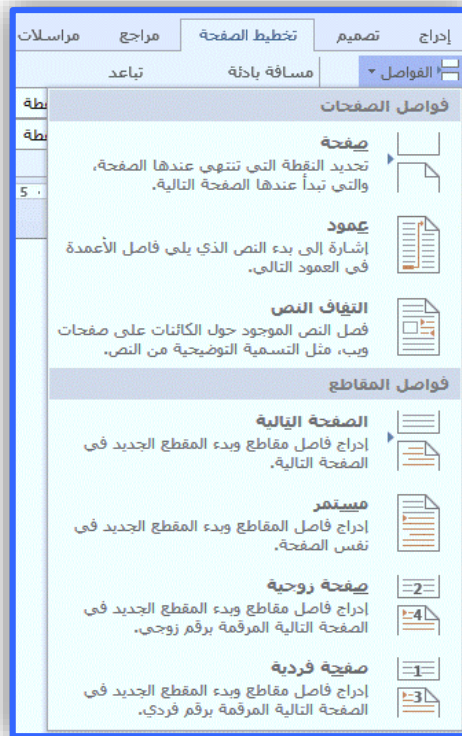 إدراج تصميم تخطيط الصفحة مراجع مراسلات
الفواصل مسافة بادئة تباعد
فواصل الصفحات
صفحة
تحديد النقطة التي تنتهي عندها الصفحة،
والتي تبدأ عندها الصفحة التالية.
5
عمود
إشارة إلى بدء النص الذي يلي فاصل الأعمدة
في العمود التالي.
التفاف النص
فصل النص الموجود حول الكائنات على صفحات
ويب، مثل التسمية التوضيحية من النص.
فواصل المقاطع
الصفحة التالية
إدراج فاصل مقاطع وبدء المقطع الجديد في
الصفحة التالية.
مستمر
إدراج فاصل المقاطع وبدء المقطع الجديد في
نفس الصفحة.
صفحة زوجية
2
إدراج فاصل مقاطع وبدء المقطع الجديد في
4
الصفحة التالية المرقمة برقم زوجي.
صفحة فردية
1
إدراج فاصل مقاطع وبدء المقطع الجديد في
3
الصفحة التالية المرقمة برقم فردي.